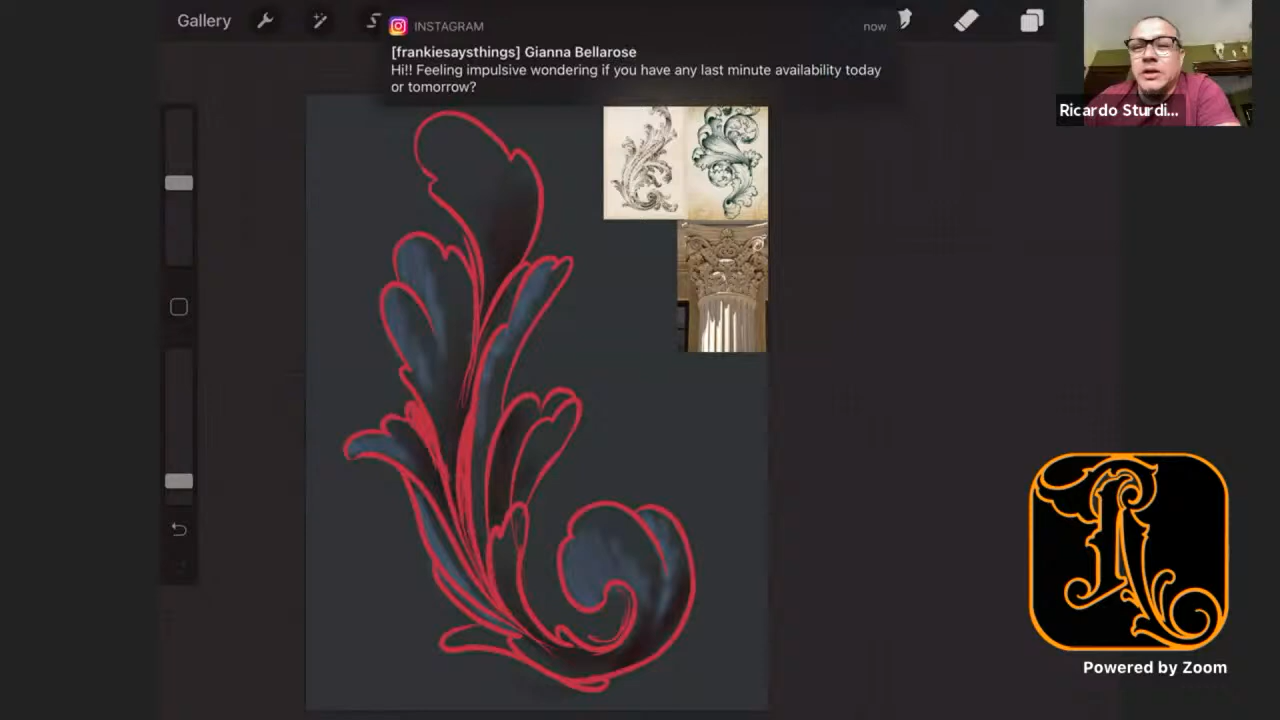 Gallery
INSTAGRAM
now
[frankiesaysthings] Gianna Bellarose
Hi!! Feeling impulsive wondering if you have any last minute availability today
or tomorrow?
Ricardo Sturdi...
Powered by Zoom